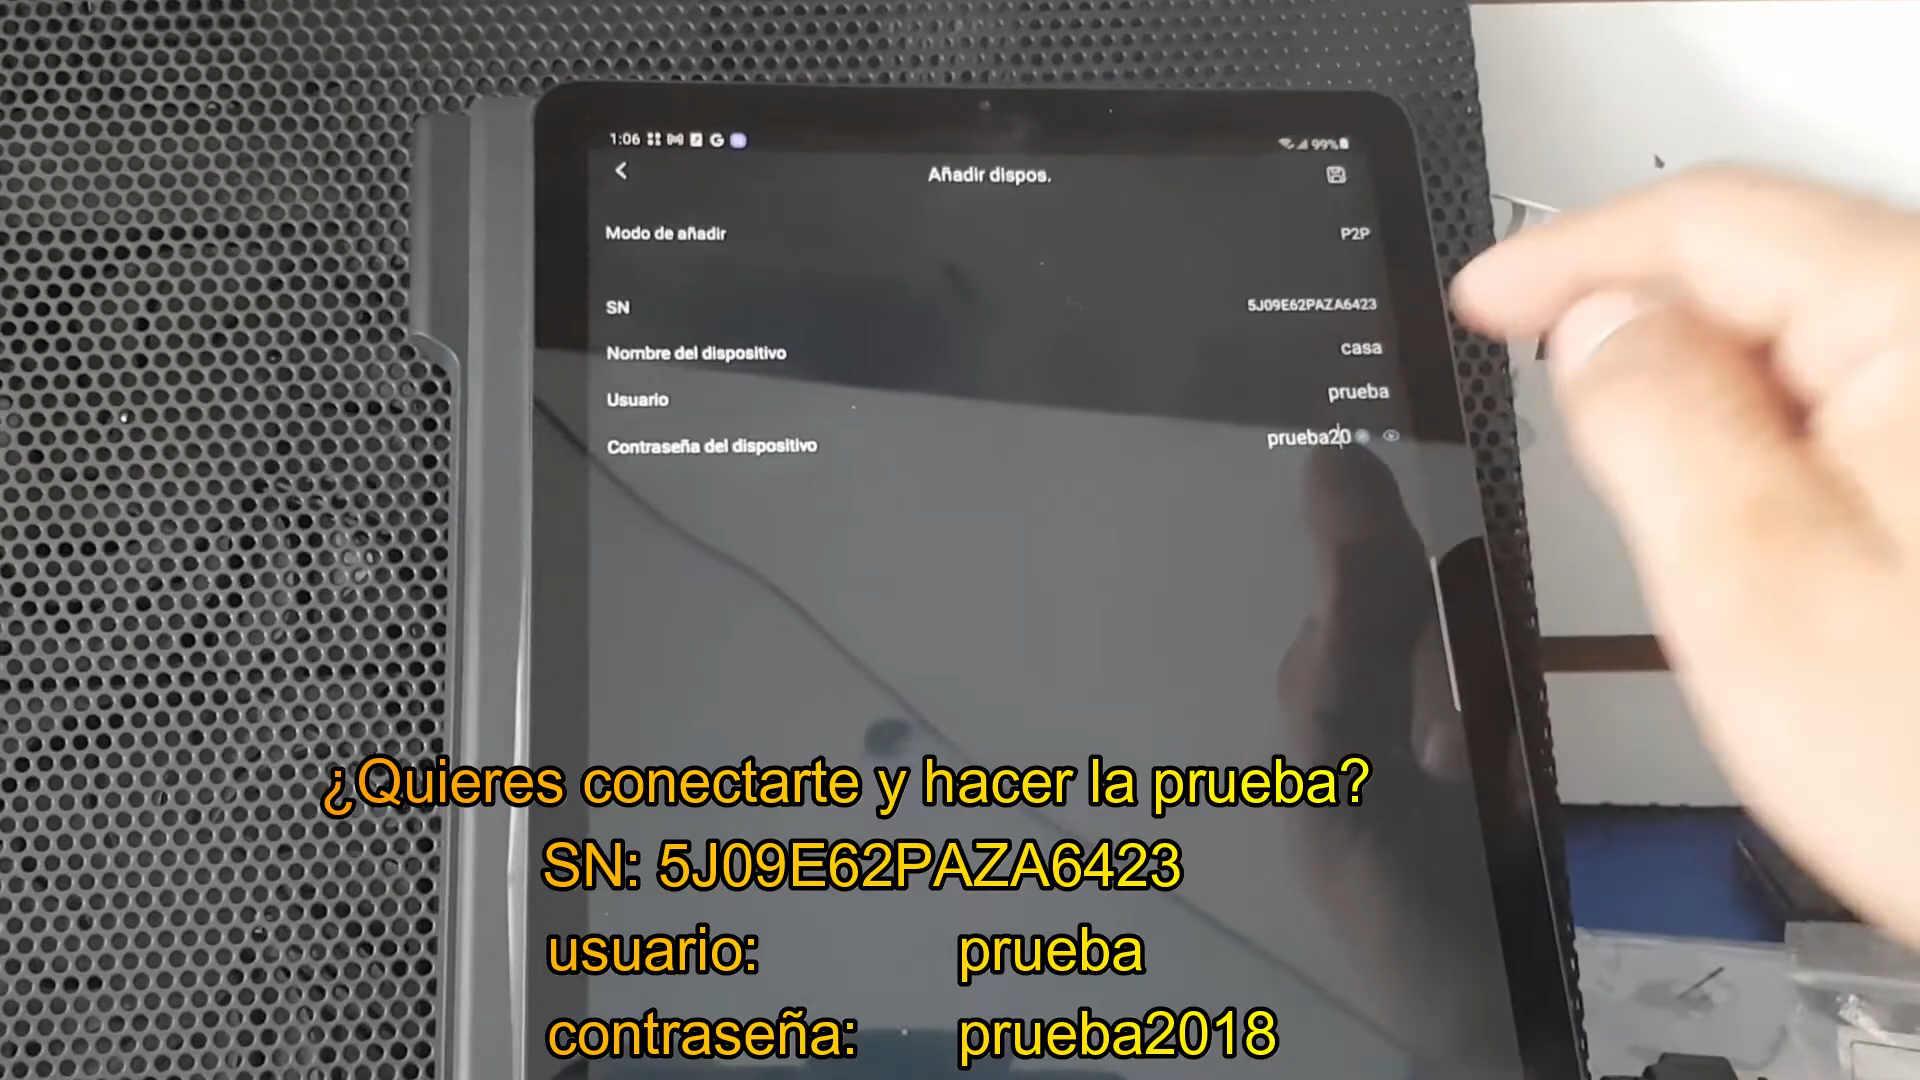 1:06
99%
Añadir dispos.
Modo de añadir P2P
SN 5J09E62PAZA6423
Nombre del dispositivo casa
Usuario prueba
Contraseña del dispositivo prueba20
¿Quieres conectarte y hacer la prueba?
SN: 5J09E62PAZA6423
usuario: prueba
contraseña: prueba2018